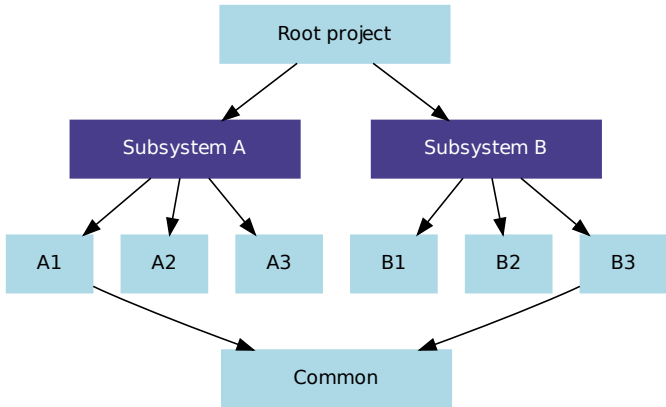 Root project
Subsystem A
Subsystem B
A1
A2
A3
B1
B2
B3
Common